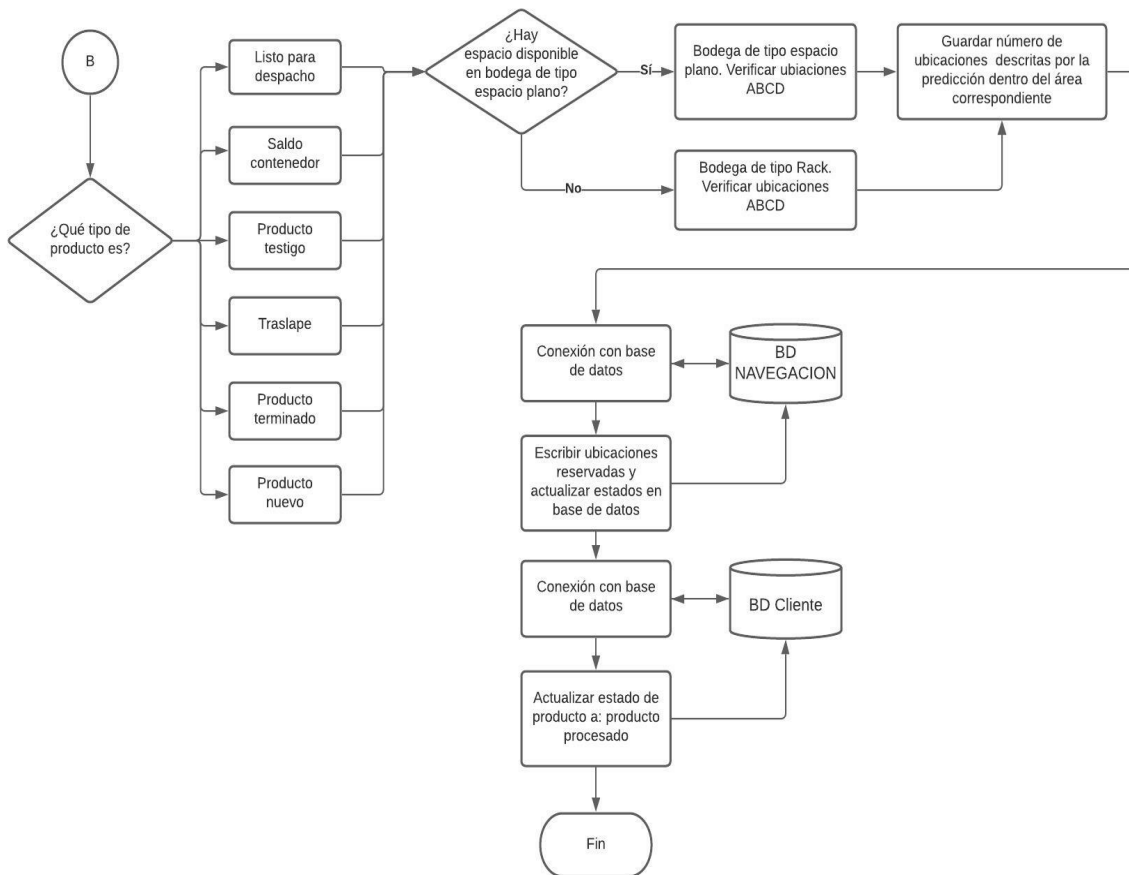 B
¿Qué tipo de
producto es?
Listo para
despacho
Saldo
contenedor
Producto
testigo
Traslape
Producto
terminado
Producto
nuevo
¿Hay
espacio disponible
en bodega de tipo
espacio plano?
Sí
No
Bodega de tipo espacio
plano. Verificar ubiaciones
ABCD
Bodega de tipo Rack.
Verificar ubicaciones
ABCD
Guardar número de
ubicaciones descritas por la
predicción dentro del área
correspondiente
Conexión con base
de datos
BD
NAVEGACION
Escribir ubicaciones
reservadas y
actualizar estados en
base de datos
Conexión con base
de datos
BD Cliente
Actualizar estado de
producto a: producto
procesado
Fin